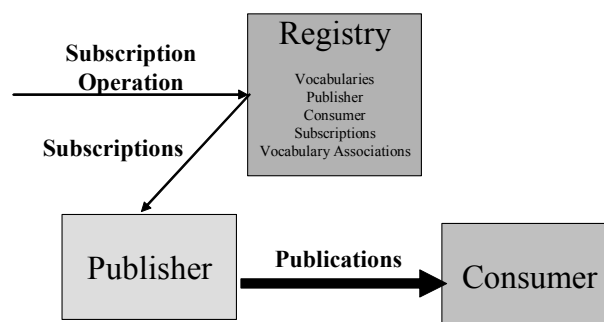 Registry
Subscription
Operation
Vocabularies
Publisher
Consumer
Subscriptions
Vocabulary Associations
Subscriptions
Publisher
Publications
Consumer